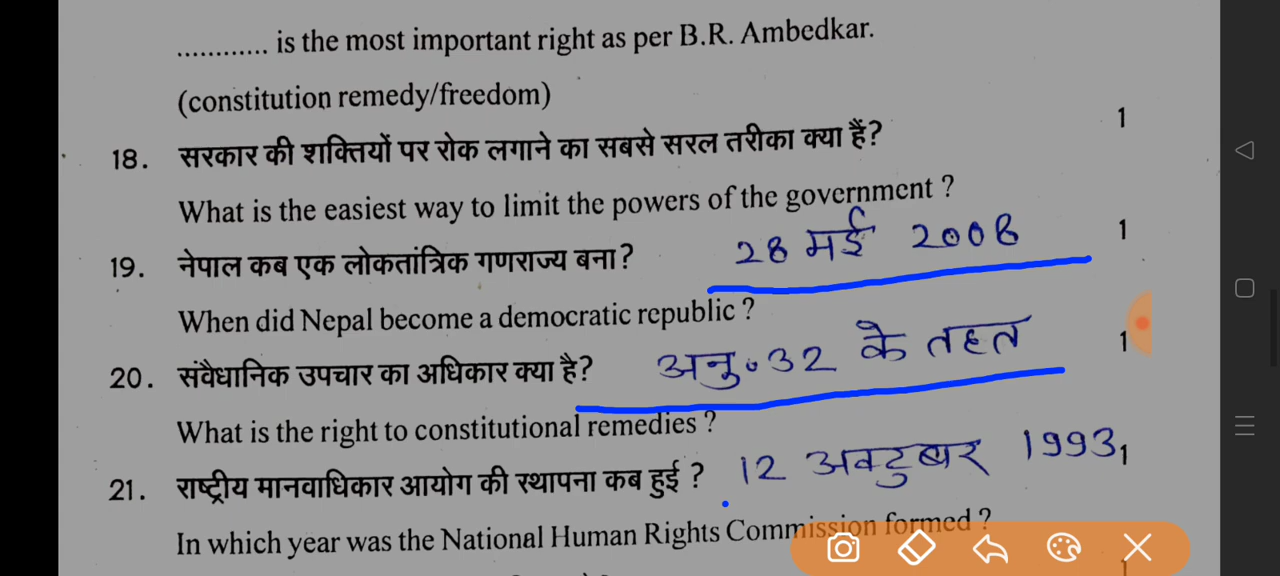 ............ is the most important right as per B.R. Ambedkar.
(constitution remedy/freedom)
18. सरकार की शक्तियों पर रोक लगाने का सबसे सरल तरीका क्या हैं? 1
What is the easiest way to limit the powers of the government ?
19. नेपाल कब एक लोकतांत्रिक गणराज्य बना? 28 मई 2008 1
When did Nepal become a democratic republic ?
20. संवैधानिक उपचार का अधिकार क्या है? अनु. 32 के तहत 1
What is the right to constitutional remedies ?
21. राष्ट्रीय मानवाधिकार आयोग की स्थापना कब हुई ? 12 अक्टुबर 1993 1
In which year was the National Human Rights Commission formed ?